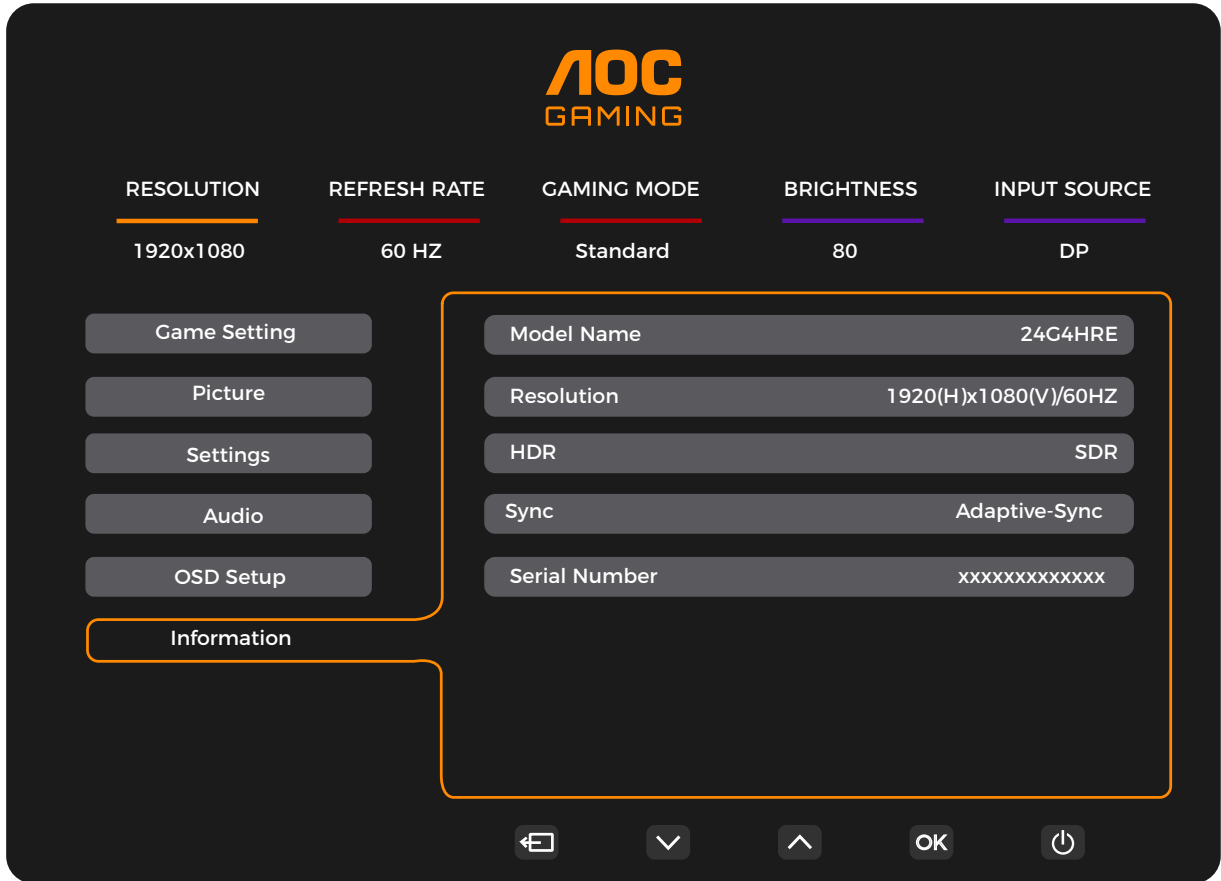 AOC
GAMING
RESOLUTION REFRESH RATE GAMING MODE BRIGHTNESS INPUT SOURCE
1920x1080 60 HZ Standard 80 DP
Game Setting
Model Name 24G4HRE
Picture
Resolution 1920(H)x1080(V)/60HZ
Settings
HDR SDR
Audio
Sync Adaptive-Sync
OSD Setup
Serial Number xxxxxxxxxxxxx
Information
OK